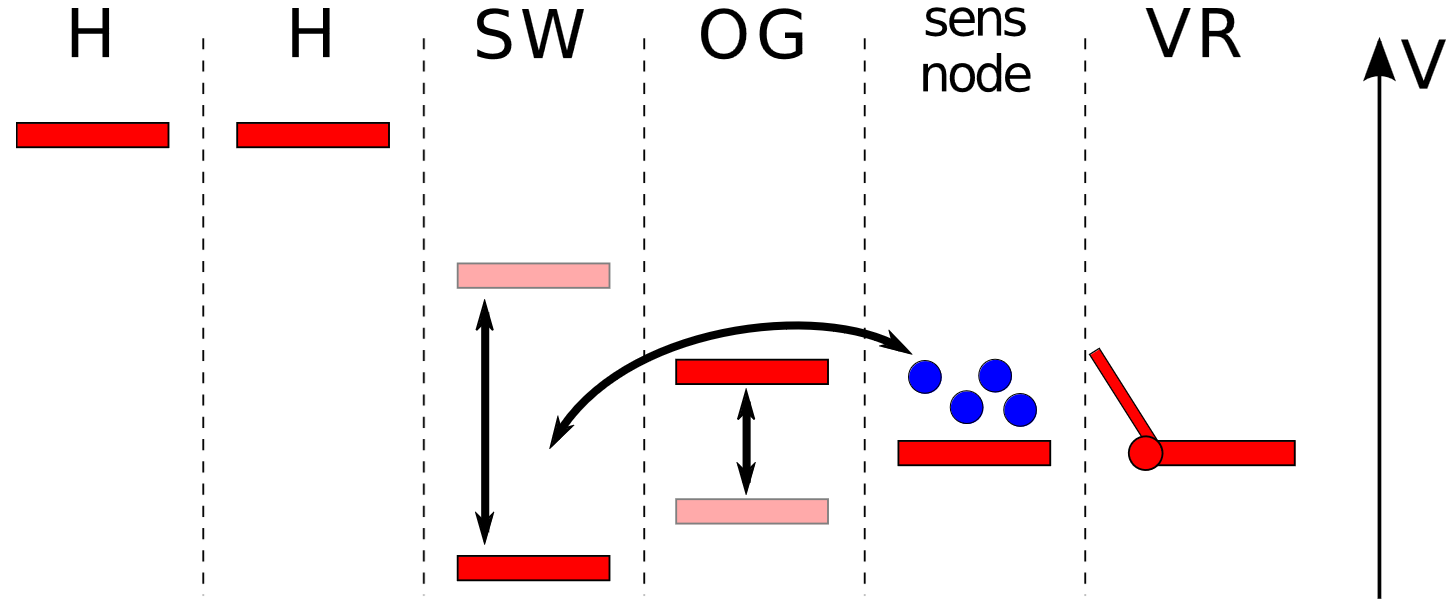 H H SW OG sens node VR V